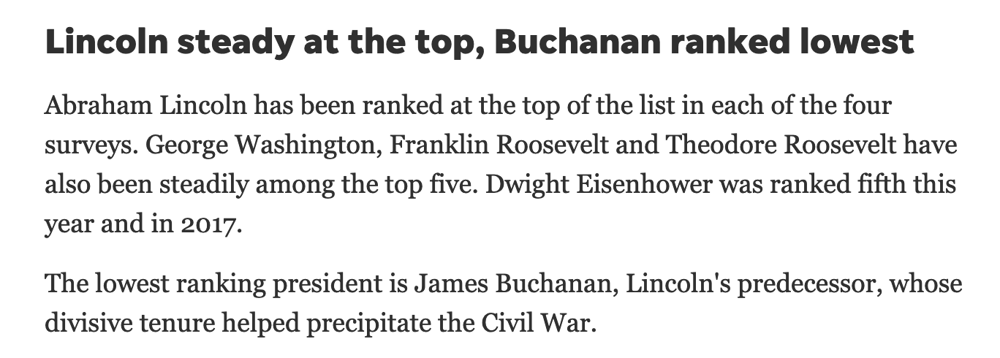 Lincoln steady at the top, Buchanan ranked lowest
Abraham Lincoln has been ranked at the top of the list in each of the four
surveys. George Washington, Franklin Roosevelt and Theodore Roosevelt have
also been steadily among the top five. Dwight Eisenhower was ranked fifth this
year and in 2017.
The lowest ranking president is James Buchanan, Lincoln's predecessor, whose
divisive tenure helped precipitate the Civil War.